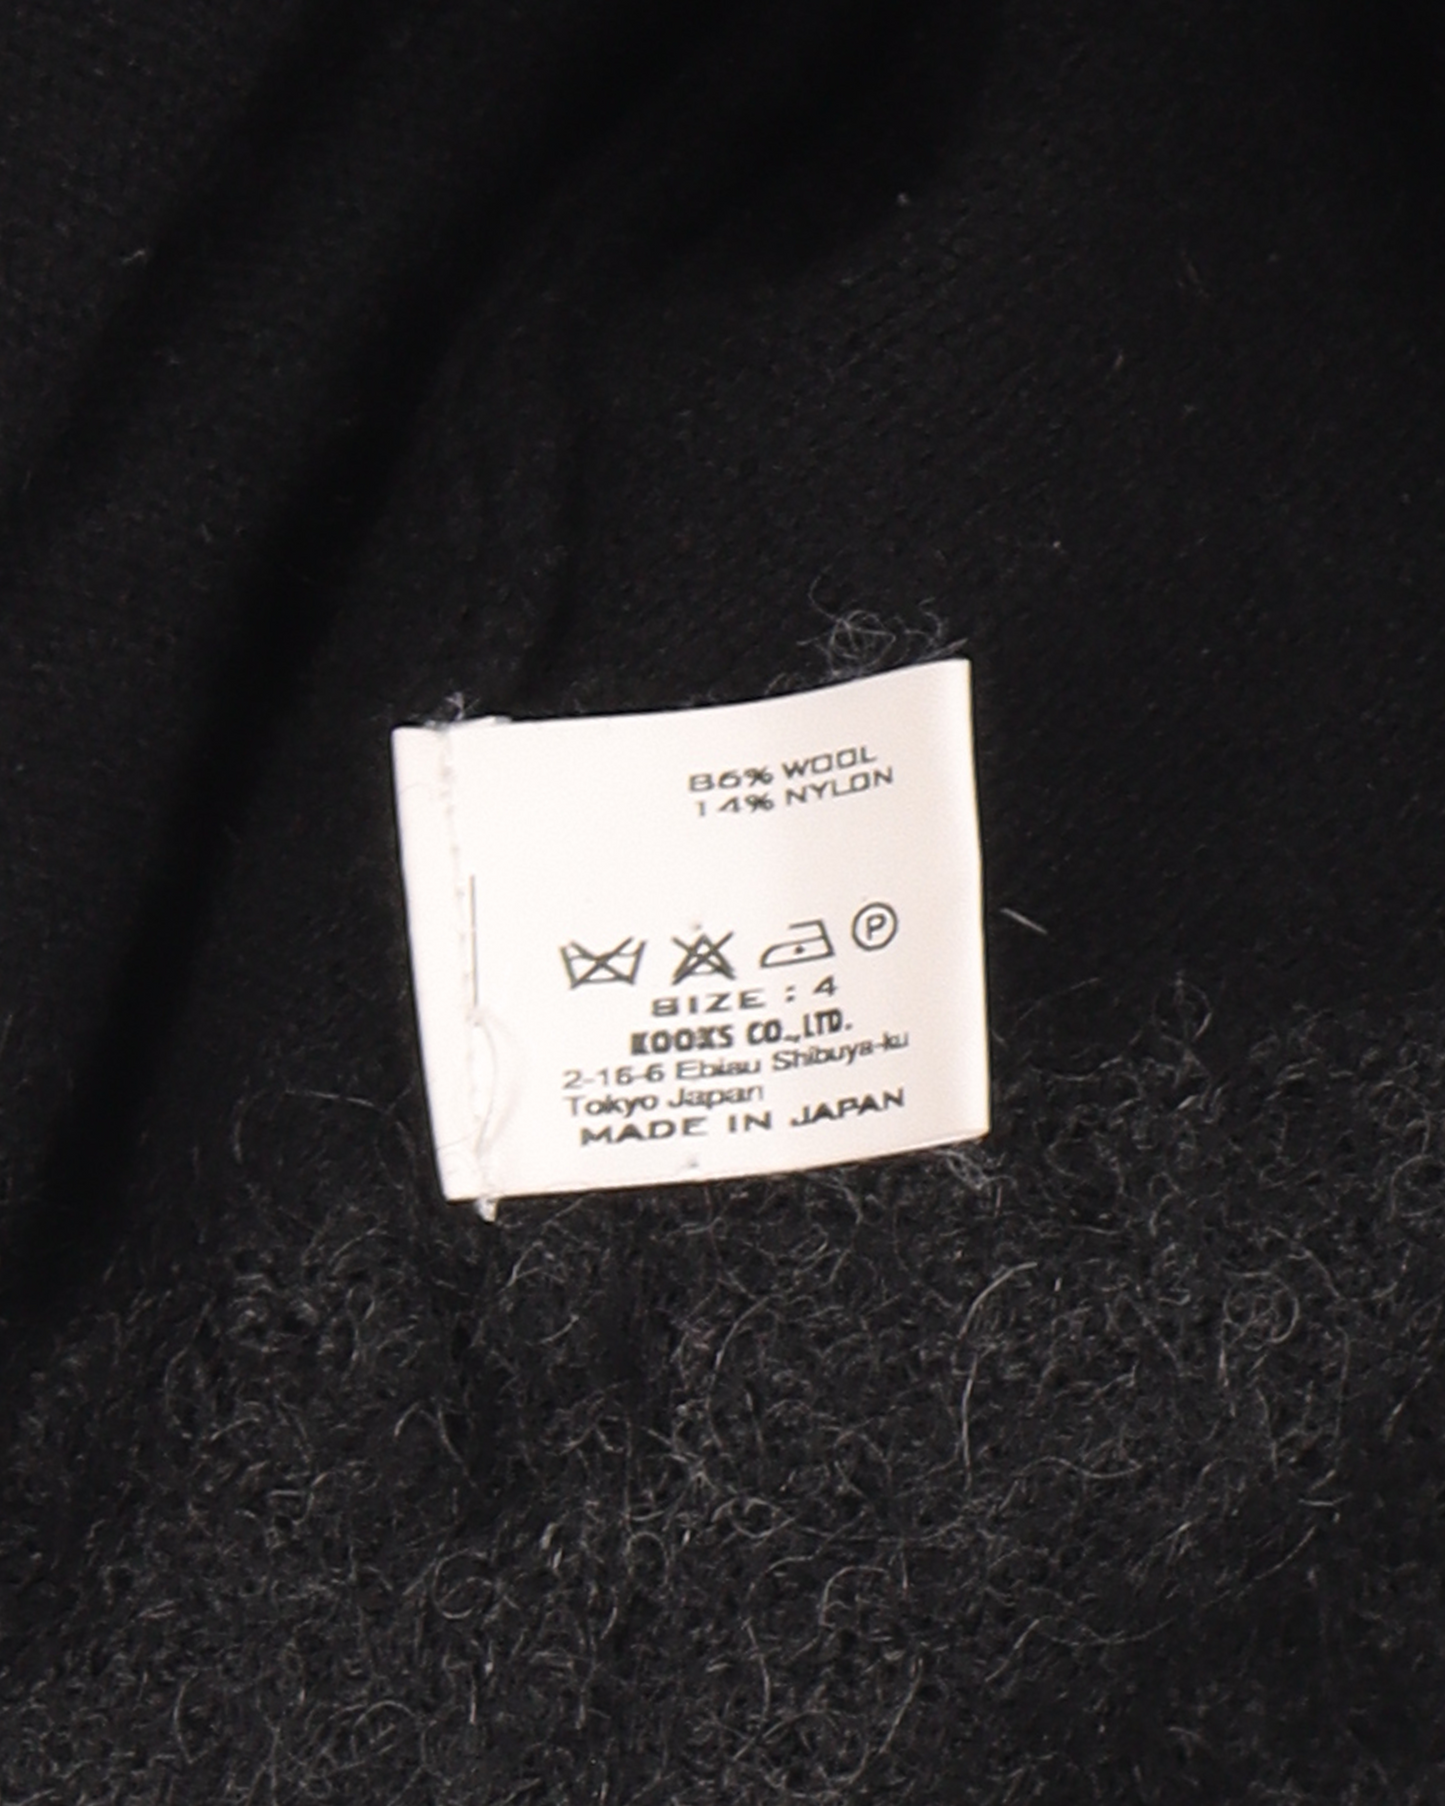 86% WOOL
14% NYLON
P
SIZE : 4
KOOKS CO.,LTD.
2-16-6 Ebisu Shibuya-ku
Tokyo Japan
MADE IN JAPAN